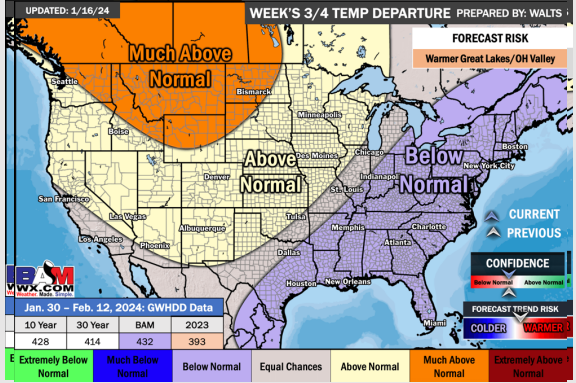 UPDATED: 1/16/24
WEEK'S 3/4 TEMP DEPARTURE
PREPARED BY: WALTS
FORECAST RISK
Warmer Great Lakes/OH Valley
Much Above
Normal
Seattle
Bismarck
Minneapolis
Boise
Boston
Above
Normal
Des Moines
Chicago
Below
Normal
New York City
Indianapol
Denver
St. Louis
San Francisco
Las Vegas
Tulsa
Memphis
Charlotte
Albuquerque
Los Angeles
Phoenix
Atlanta
Dallas
Houston
New Orleans
Miami
CURRENT
PREVIOUS
CONFIDENCE
Below Normal
Above Normal
FORECAST TREND RISK
COLDER
WARMER
BAM
WX.COM
Weather. Made. Simple.
Jan. 30 – Feb. 12, 2024: GWHDD Data
10 Year 30 Year BAM 2023
428 414 432 393
Extremely Below
Normal
Much Below
Normal
Below Normal
Equal Chances
Above Normal
Much Above
Normal
Extremely Above
Normal